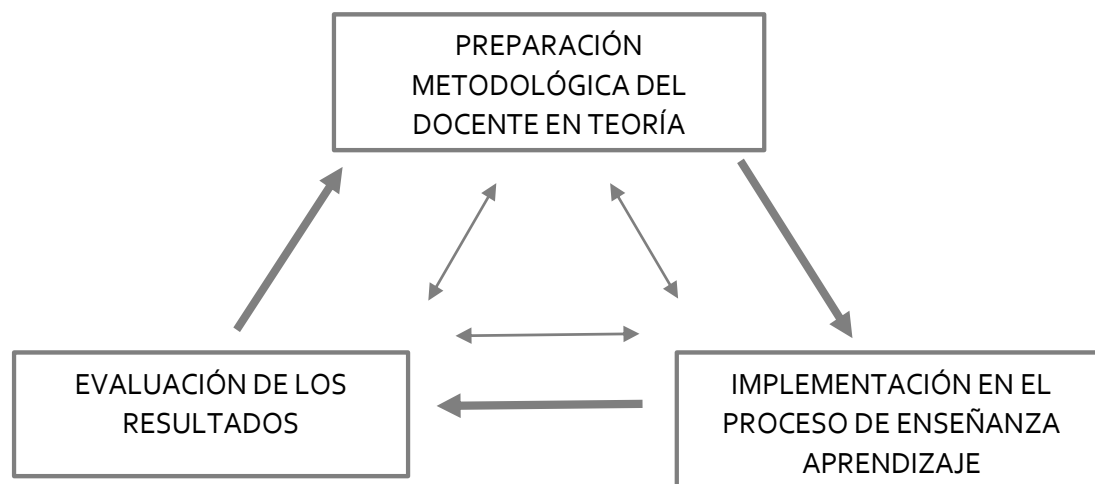 PREPARACIÓN
METODOLÓGICA DEL
DOCENTE EN TEORÍA
EVALUACIÓN DE LOS
RESULTADOS
IMPLEMENTACIÓN EN EL
PROCESO DE ENSEÑANZA
APRENDIZAJE